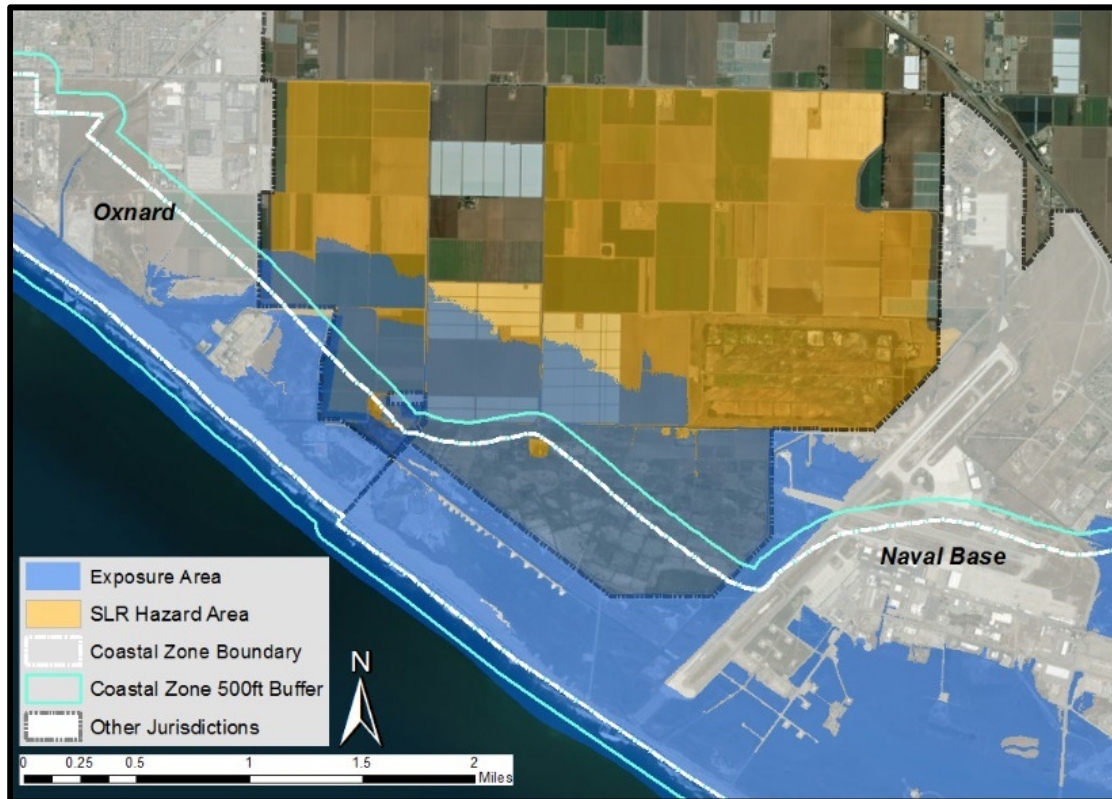 Oxnard
Naval Base
Exposure Area
SLR Hazard Area
Coastal Zone Boundary
Coastal Zone 500ft Buffer
Other Jurisdictions
N
0 0.25 0.5 1 1.5 2
Miles